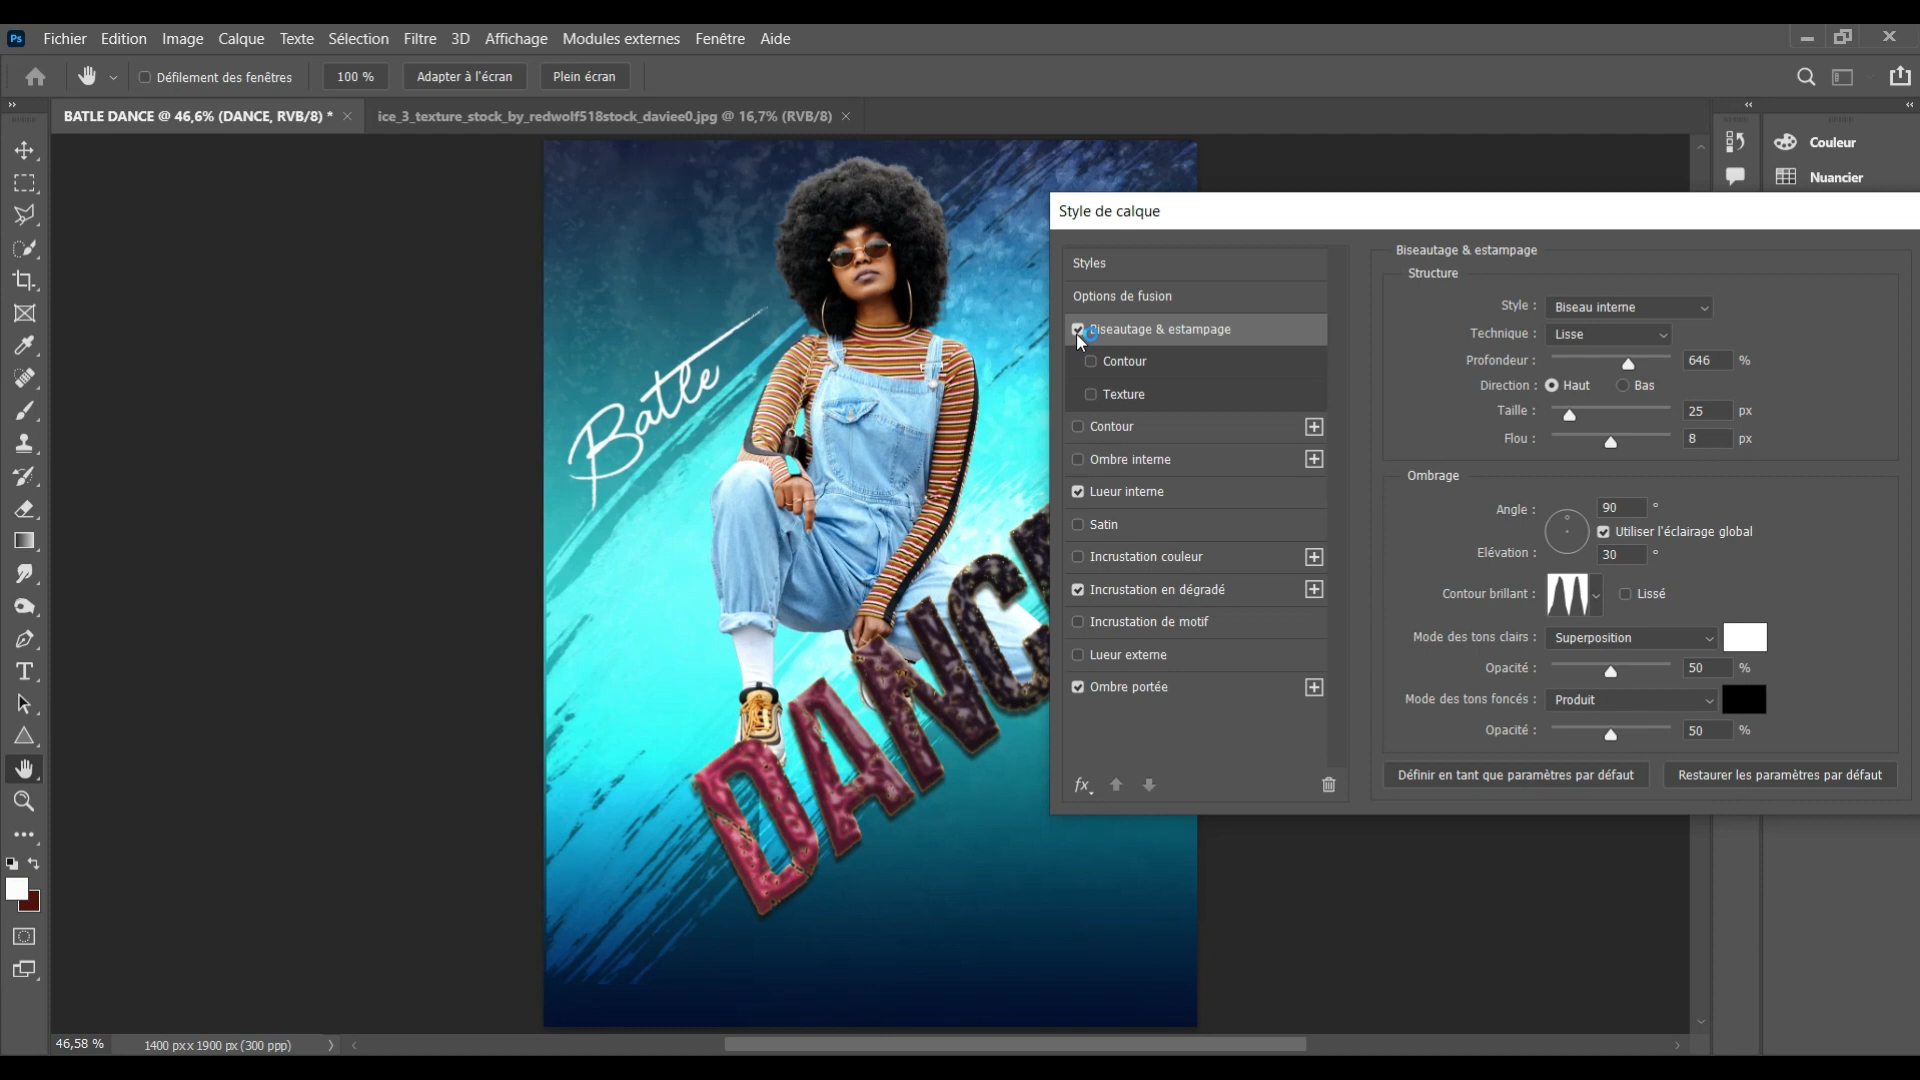 Ps Fichier Edition Image Calque Texte Sélection Filtre 3D Affichage Modules externes Fenêtre Aide
Défilement des fenêtres 100 % Adapter à l'écran Plein écran
BATLE DANCE @ 46,6% (DANCE, RVB/8) * ice_3_texture_stock_by_redwolf518stock_daviee0.jpg @ 16,7% (RVB/8)
Couleur
Nuancier
Batle
DANC
Style de calque
Styles
Options de fusion
Biseautage & estampage
Contour
Texture
Contour
Ombre interne
Lueur interne
Satin
Incrustation couleur
Incrustation en dégradé
Incrustation de motif
Lueur externe
Ombre portée
fx
Biseautage & estampage
Structure
Style : Biseau interne
Technique : Lisse
Profondeur : 646 %
Direction : Haut Bas
Taille : 25 px
Flou : 8 px
Ombrage
Angle : 90 °
Utiliser l'éclairage global
Elévation : 30 °
Contour brillant : Lissé
Mode des tons clairs : Superposition
Opacité : 50 %
Mode des tons foncés : Produit
Opacité : 50 %
Définir en tant que paramètres par défaut Restaurer les paramètres par défaut
46,58 % 1400 px x 1900 px (300 ppp)